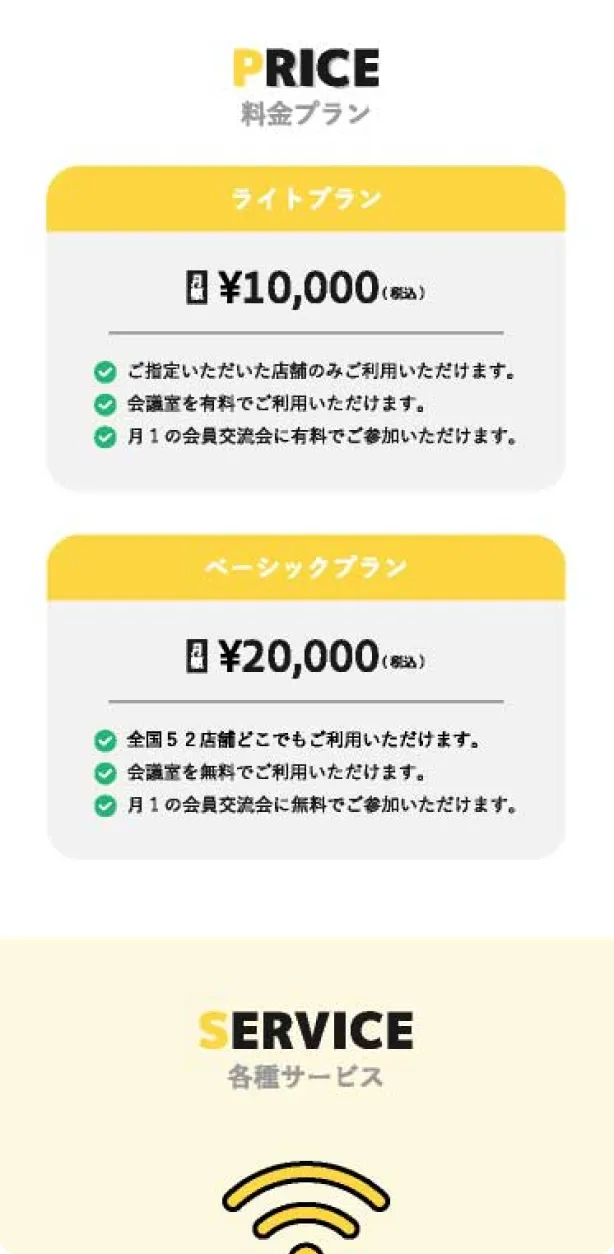 PRICE
料金プラン
ライトプラン
月額 ¥10,000(税込)
ご指定いただいた店舗のみご利用いただけます。
会議室を有料でご利用いただけます。
月1の会員交流会に有料でご参加いただけます。
ベーシックプラン
月額 ¥20,000(税込)
全国52店舗どこでもご利用いただけます。
会議室を無料でご利用いただけます。
月1の会員交流会に無料でご参加いただけます。
SERVICE
各種サービス